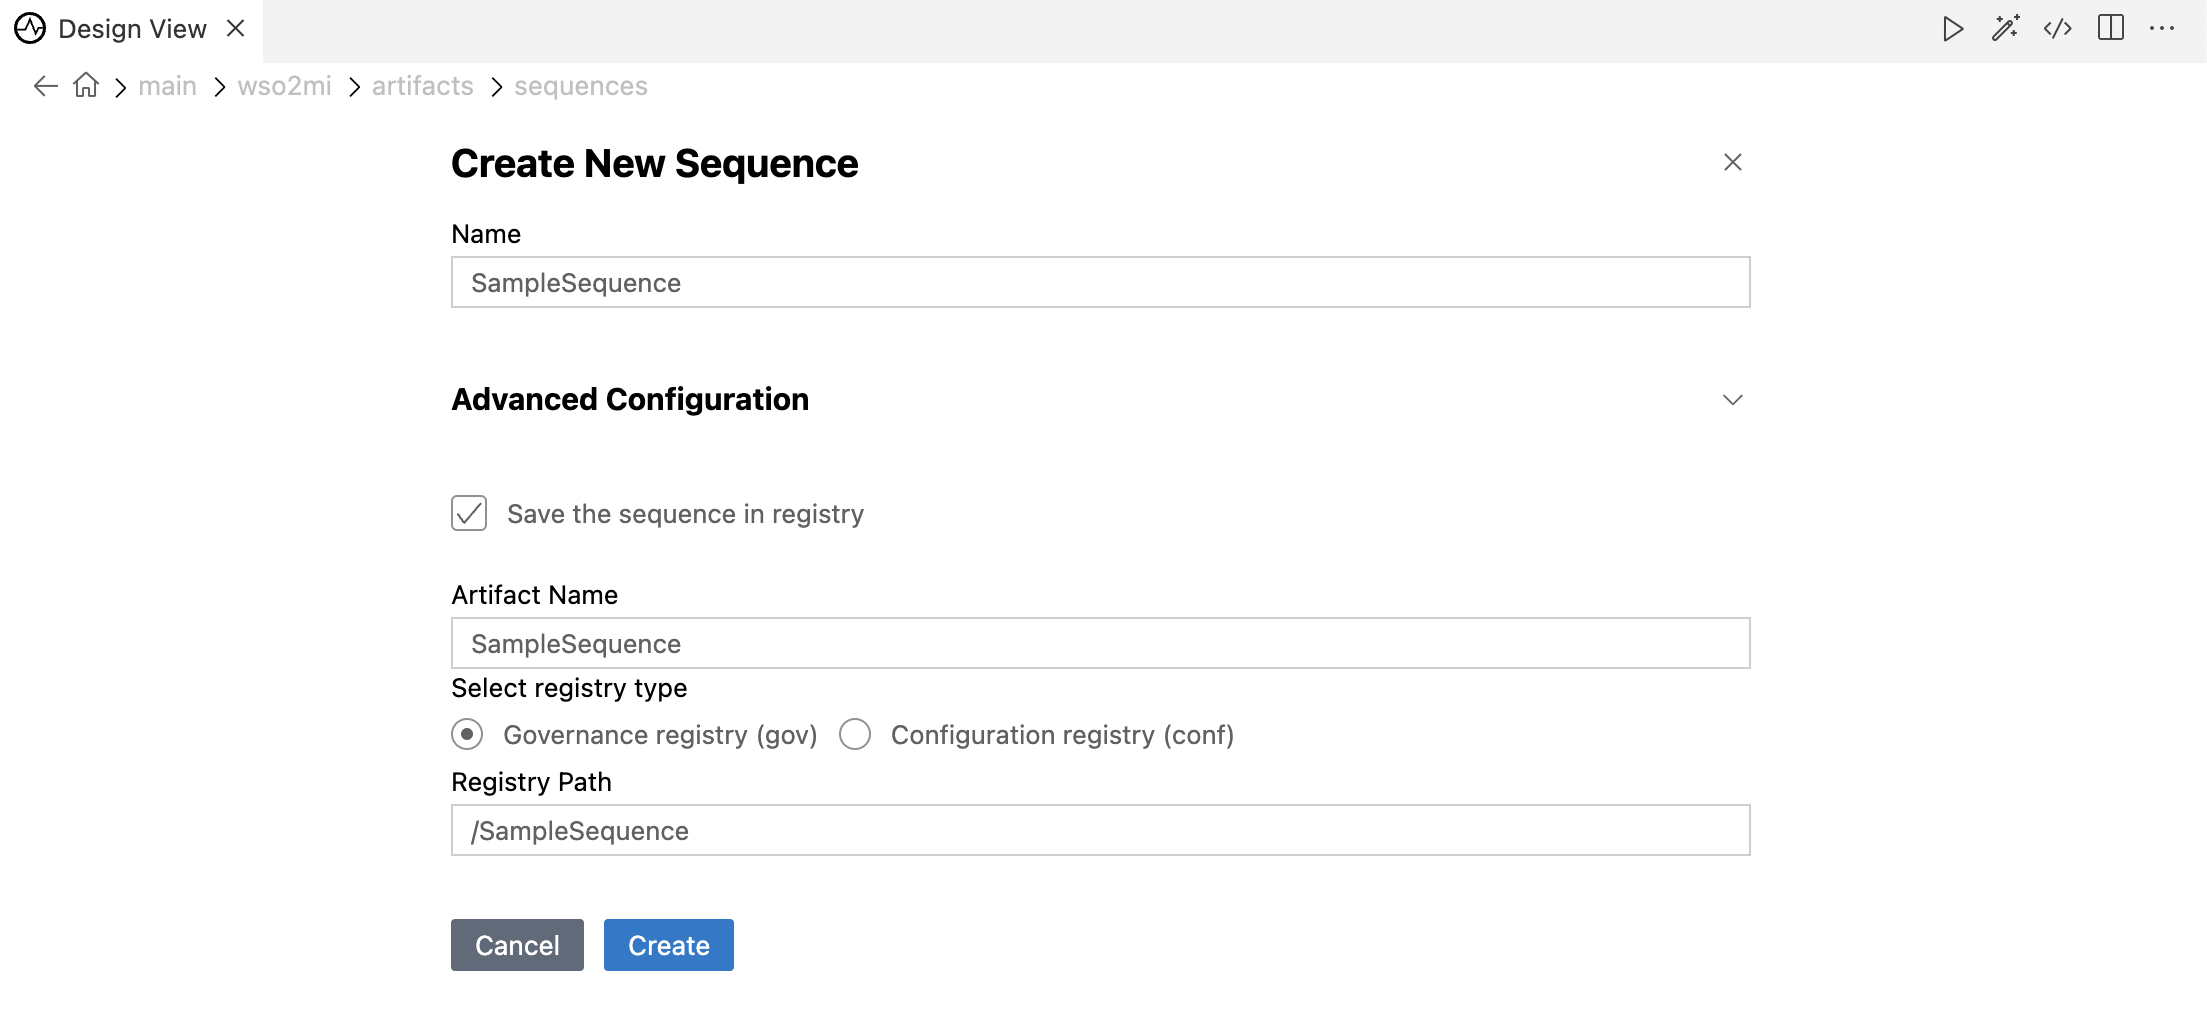 Design View
main wso2mi artifacts sequences
Create New Sequence
Name
SampleSequence
Advanced Configuration
Save the sequence in registry
Artifact Name
SampleSequence
Select registry type
Governance registry (gov) Configuration registry (conf)
Registry Path
/SampleSequence
Cancel Create